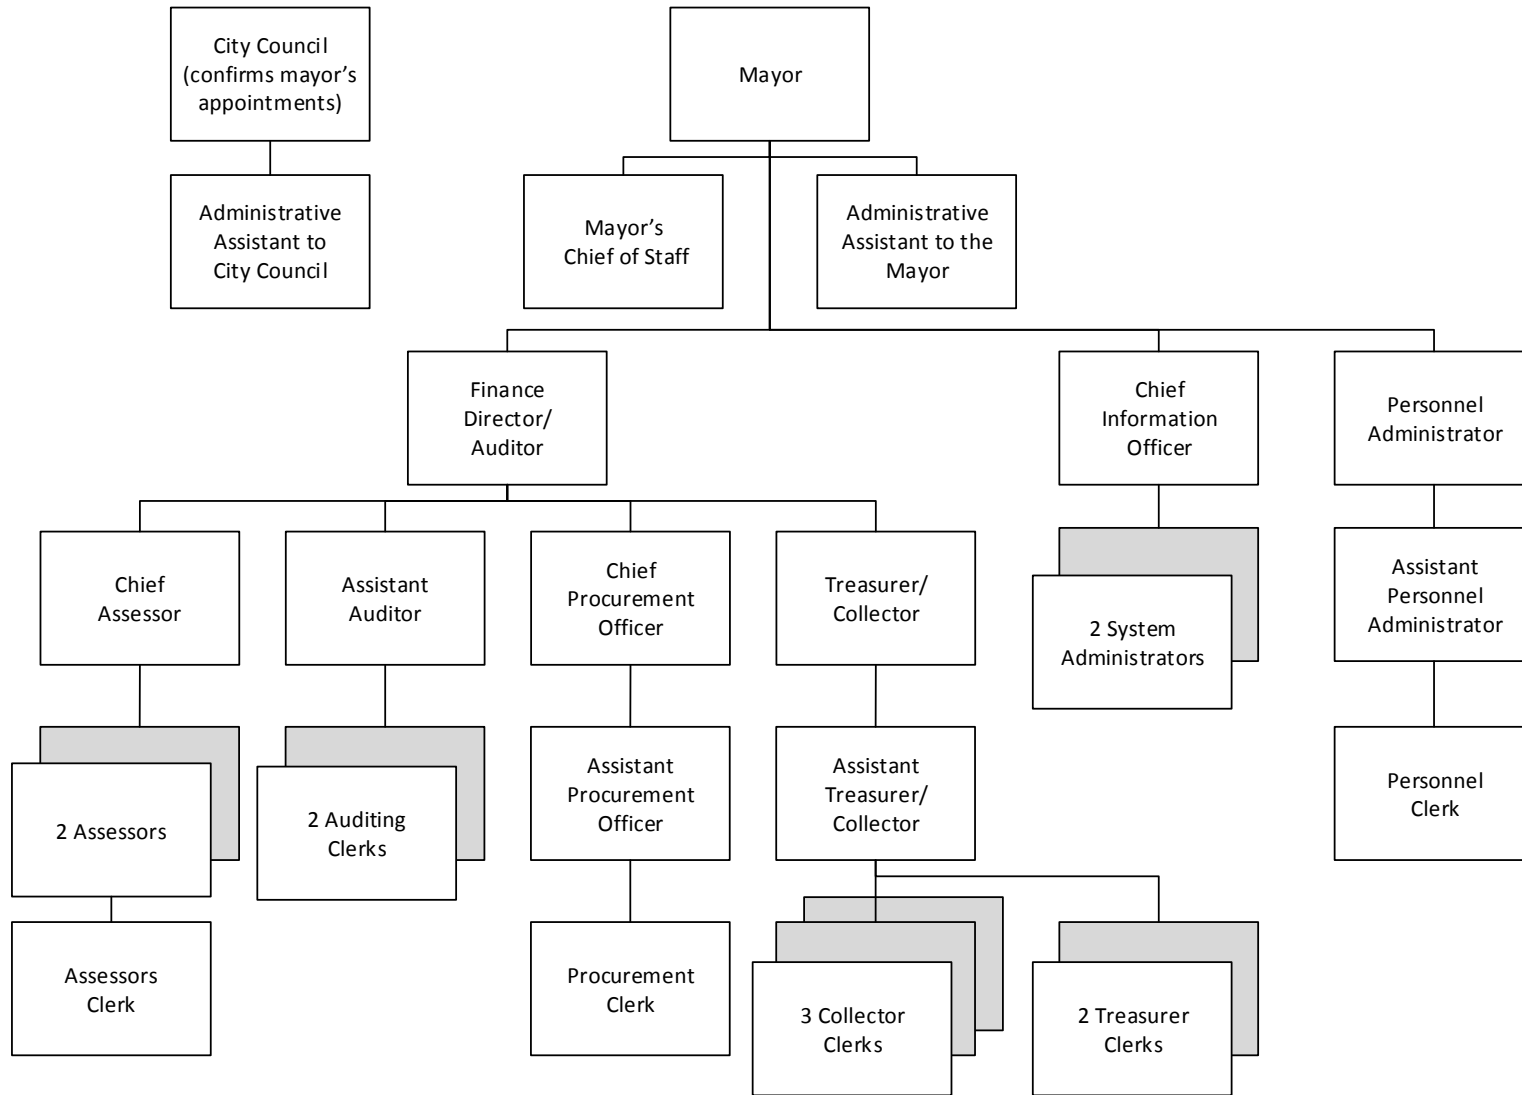 City Council
(confirms mayor’s
appointments)
Mayor
Administrative
Assistant to
City Council
Mayor’s
Chief of Staff
Administrative
Assistant to the
Mayor
Finance
Director/
Auditor
Chief
Information
Officer
Personnel
Administrator
Chief
Assessor
Assistant
Auditor
Chief
Procurement
Officer
Treasurer/
Collector
2 System
Administrators
Assistant
Personnel
Administrator
2 Assessors
2 Auditing
Clerks
Assistant
Procurement
Officer
Assistant
Treasurer/
Collector
Personnel
Clerk
Assessors
Clerk
Procurement
Clerk
3 Collector
Clerks
2 Treasurer
Clerks